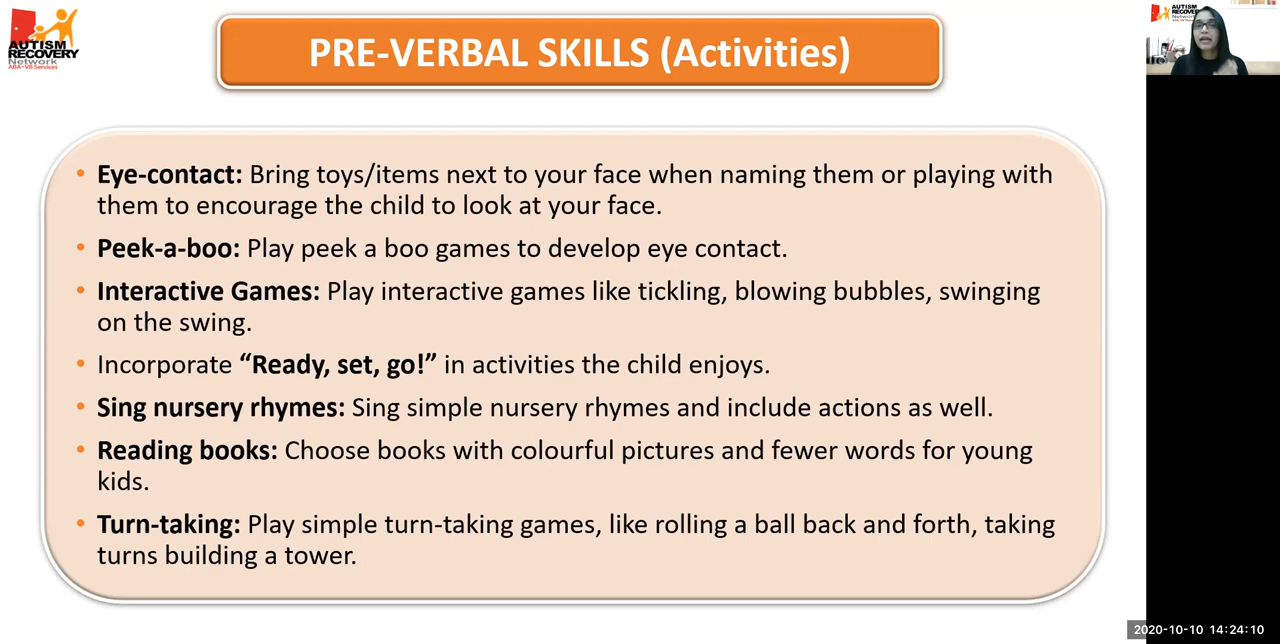 AUTISM
RECOVERY
Network
ABA-VB Services
PRE-VERBAL SKILLS (Activities)
AUTISM
RECOVERY
Network
• Eye-contact: Bring toys/items next to your face when naming them or playing with
them to encourage the child to look at your face.
• Peek-a-boo: Play peek a boo games to develop eye contact.
• Interactive Games: Play interactive games like tickling, blowing bubbles, swinging
on the swing.
• Incorporate “Ready, set, go!” in activities the child enjoys.
• Sing nursery rhymes: Sing simple nursery rhymes and include actions as well.
• Reading books: Choose books with colourful pictures and fewer words for young
kids.
• Turn-taking: Play simple turn-taking games, like rolling a ball back and forth, taking
turns building a tower.
2020-10-10 14:24:10